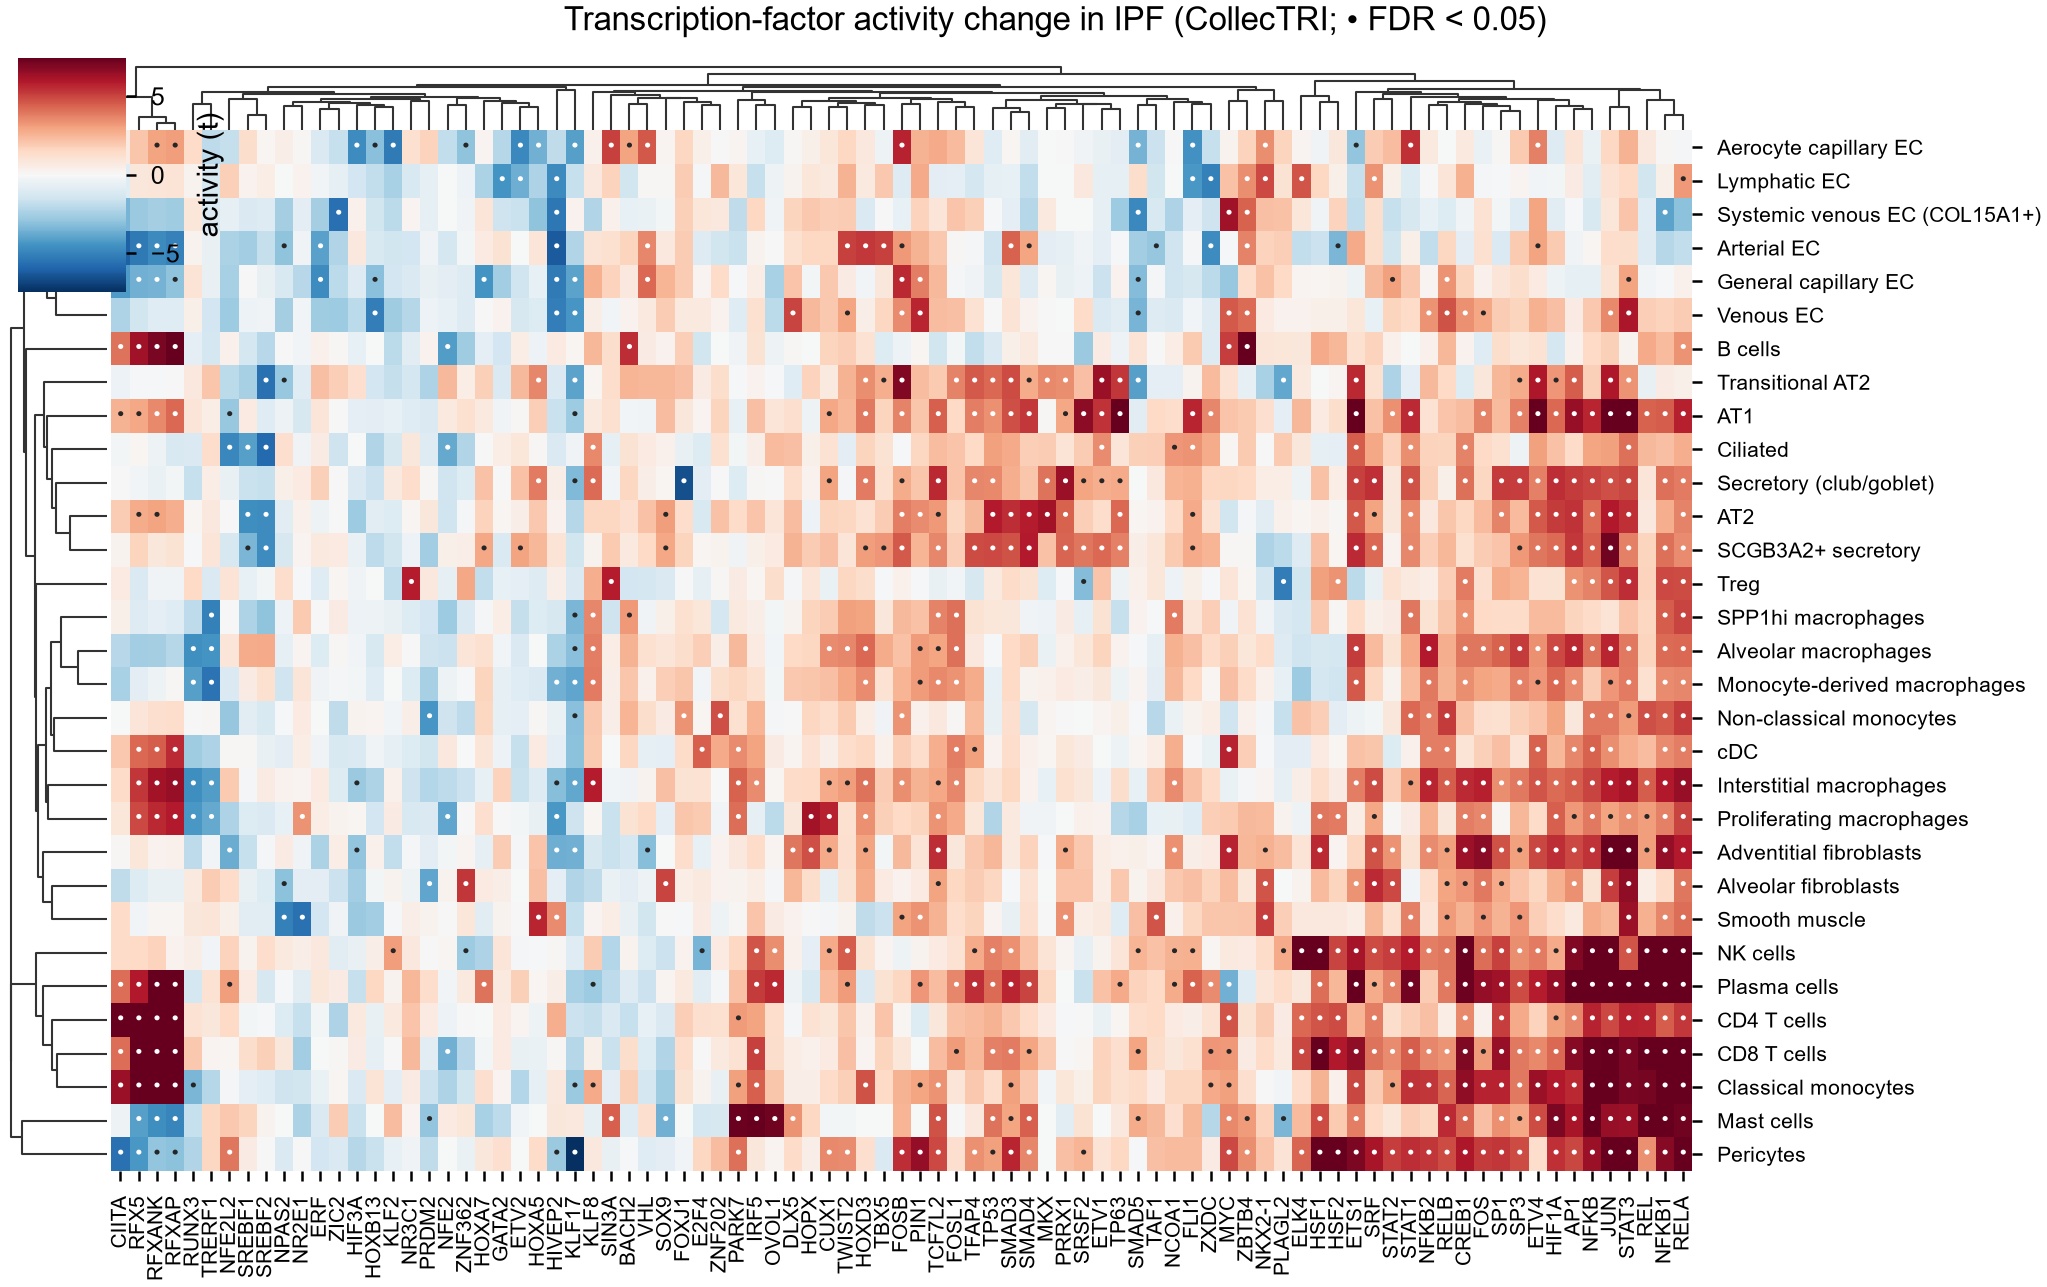 Transcription-factor activity change in IPF (CollecTRI; • FDR < 0.05)
5
0
−5
activity (t)
Aerocyte capillary EC
Lymphatic EC
Systemic venous EC (COL15A1+)
Arterial EC
General capillary EC
Venous EC
B cells
Transitional AT2
AT1
Ciliated
Secretory (club/goblet)
AT2
SCGB3A2+ secretory
Treg
SPP1hi macrophages
Alveolar macrophages
Monocyte-derived macrophages
Non-classical monocytes
cDC
Interstitial macrophages
Proliferating macrophages
Adventitial fibroblasts
Alveolar fibroblasts
Smooth muscle
NK cells
Plasma cells
CD4 T cells
CD8 T cells
Classical monocytes
Mast cells
Pericytes
CIITA
RFX5
RFXANK
RFXAP
RUNX3
TRERF1
NFE2L2
SREBF1
SREBF2
NPAS2
NR2E1
ERF
ZIC2
HIF3A
HOXB13
KLF2
NR3C1
PRDM2
NFE2
ZNF362
HOXA7
GATA2
ETV2
HOXA5
HIVEP2
KLF17
KLF8
SIN3A
BACH2
VHL
SOX9
FOXJ1
E2F4
ZNF202
PARK7
IRF5
OVOL1
DLX5
HOPX
CUX1
TWIST2
HOXD3
TBX5
FOSB
PIN1
TCF7L2
FOSL1
TFAP4
TP53
SMAD3
SMAD4
MKX
PRRX1
SRSF2
ETV1
TP63
SMAD5
TAF1
NCOA1
FLI1
ZXDC
MYC
ZBTB4
NKX2-1
PLAGL2
ELK4
HSF1
HSF2
ETS1
SRF
STAT2
STAT1
NFKB2
RELB
CREB1
FOS
SP1
SP3
ETV4
HIF1A
AP1
NFKB
JUN
STAT3
REL
NFKB1
RELA